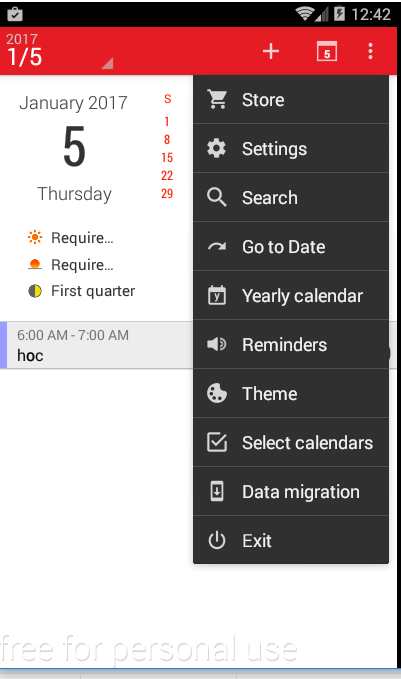 12:42
2017
1/5
5
January 2017
5
Thursday
S
1
8
15
22
29
Require…
Require…
First quarter
6:00 AM - 7:00 AM
hoc
Store
Settings
Search
Go to Date
y
Yearly calendar
Reminders
Theme
Select calendars
Data migration
Exit
free for personal use